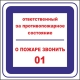 ответственный
за противопожарное
состояние
О ПОЖАРЕ ЗВОНИТЬ
01